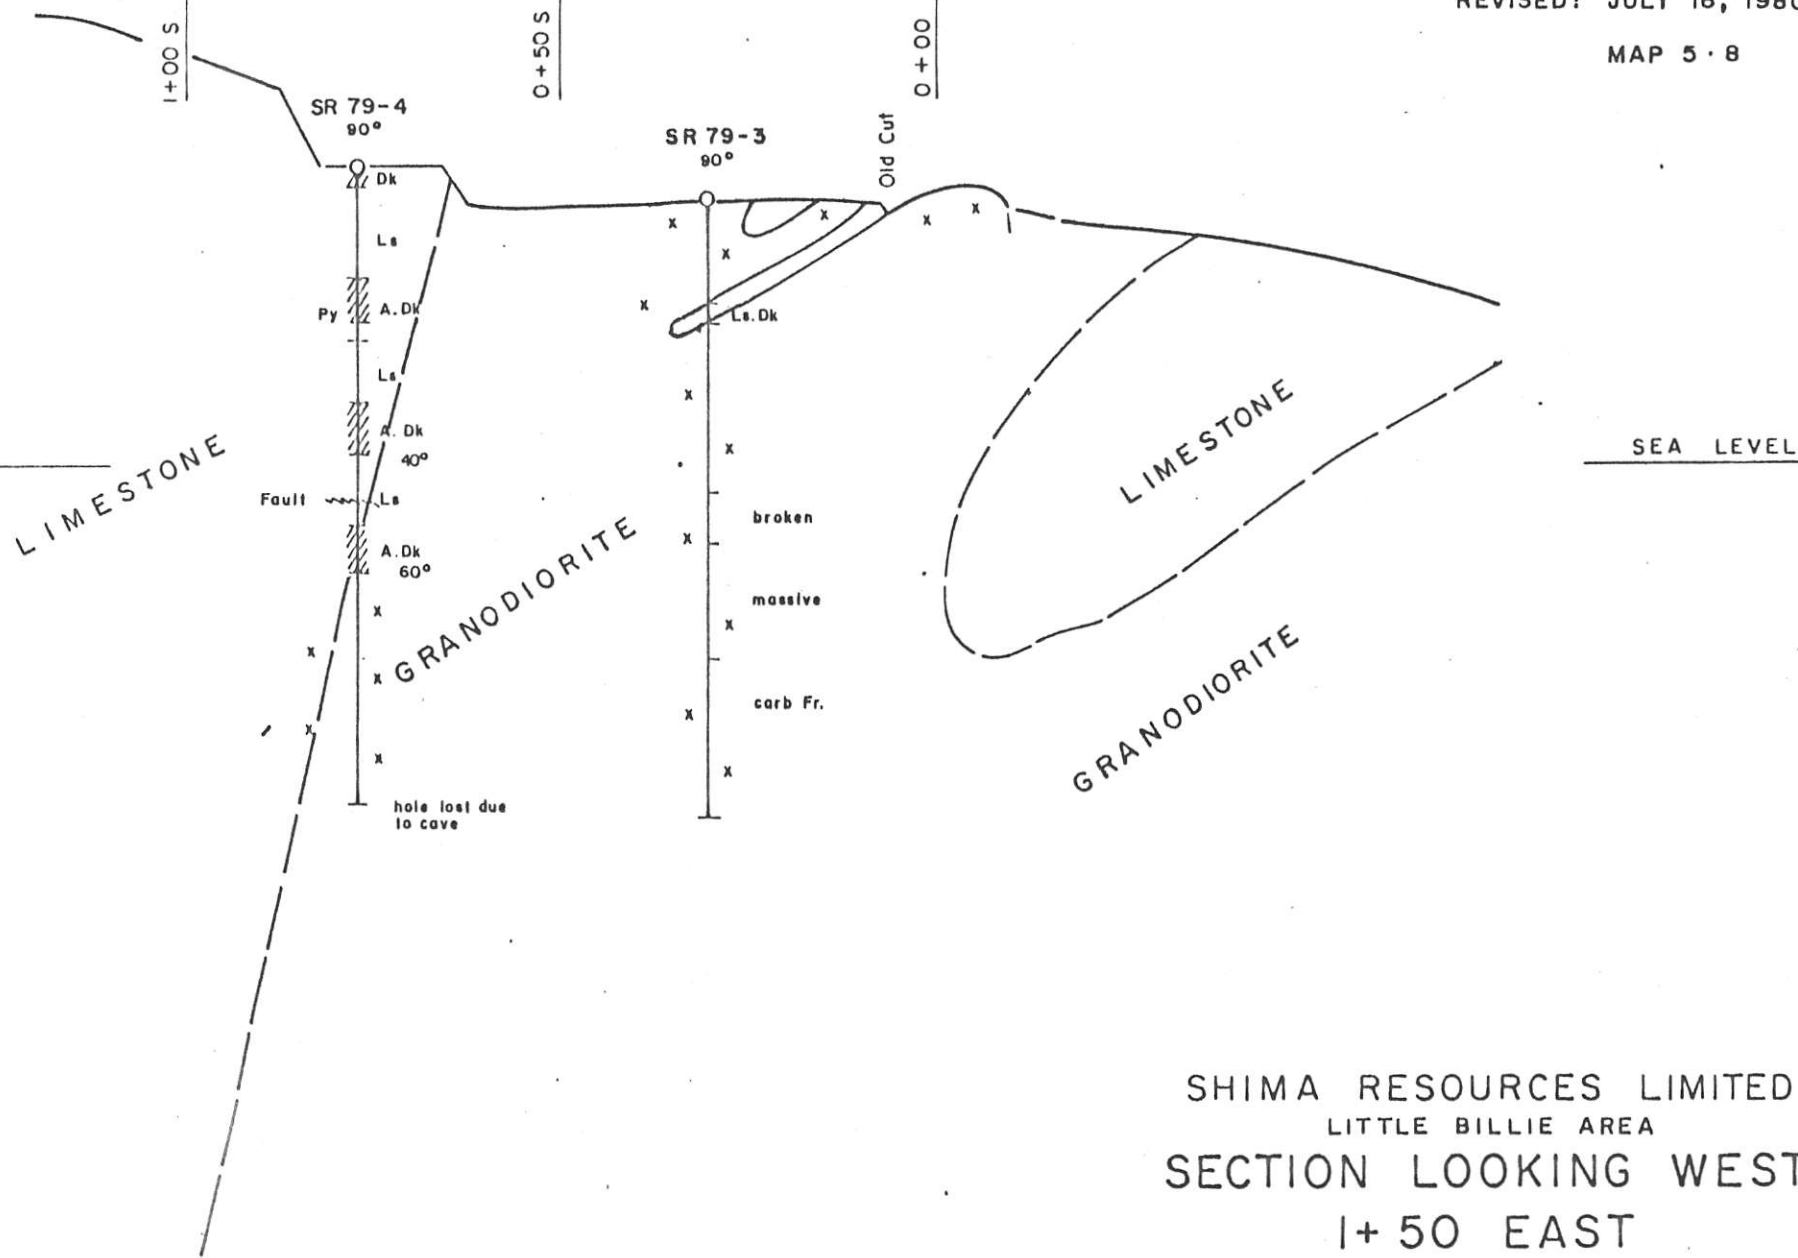 REVISED: JULY 16, 1980
MAP 5·8
1+00 S
0+50 S
0+00
SR 79-4
90°
SR 79-3
90°
Old Cut
Dk
Ls
Py
A. Dk
Ls. Dk
Ls
A. Dk
40°
Fault
Ls
A. Dk
60°
LIMESTONE
GRANODIORITE
broken
massive
carb Fr.
hole lost due
to cave
LIMESTONE
GRANODIORITE
SEA LEVEL
SHIMA RESOURCES LIMITED
LITTLE BILLIE AREA
SECTION LOOKING WEST
1+50 EAST